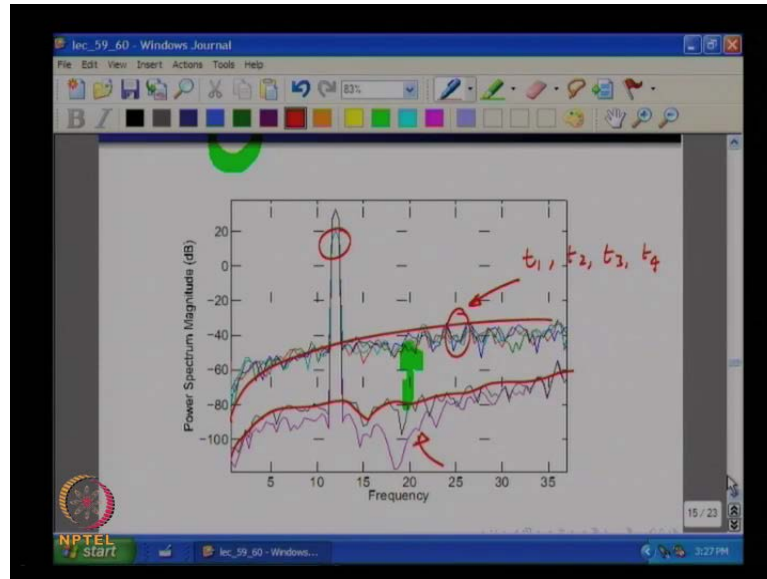 lec_59_60 - Windows Journal
File Edit View Insert Actions Tools Help
83%
B I
20
0
-20
-40
-60
-80
-100
Power Spectrum Magnitude (dB)
5 10 15 20 25 30 35
Frequency
t₁, t₂, t₃, t₄
15 / 23
NPTEL
start
lec_59_60 - Windows...
3:27 PM